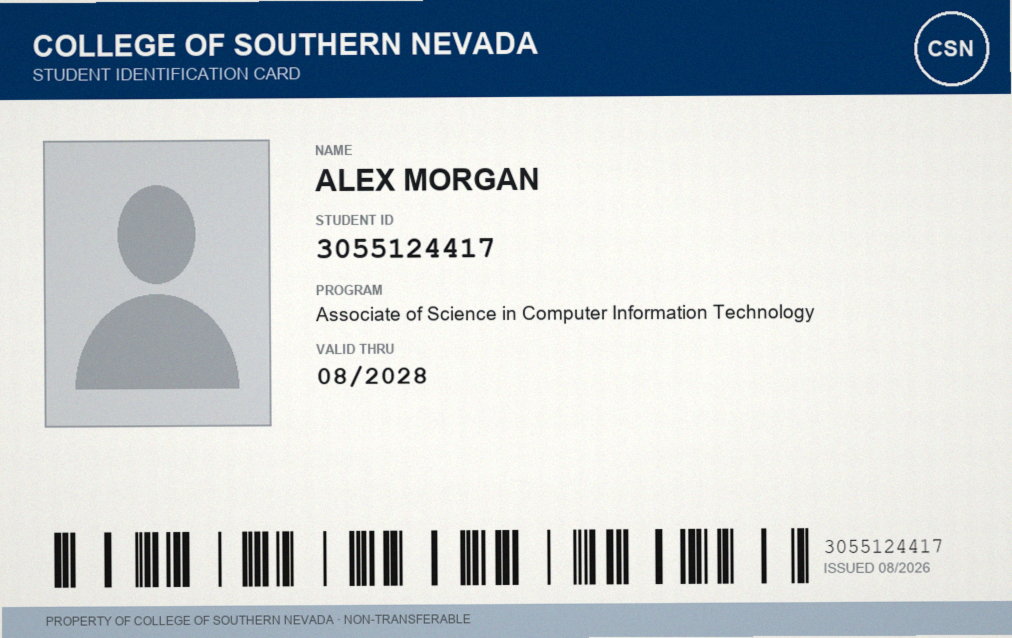 COLLEGE OF SOUTHERN NEVADA
STUDENT IDENTIFICATION CARD
CSN
NAME
ALEX MORGAN
STUDENT ID
3055124417
PROGRAM
Associate of Science in Computer Information Technology
VALID THRU
08/2028
3055124417
ISSUED 08/2026
PROPERTY OF COLLEGE OF SOUTHERN NEVADA · NON-TRANSFERABLE